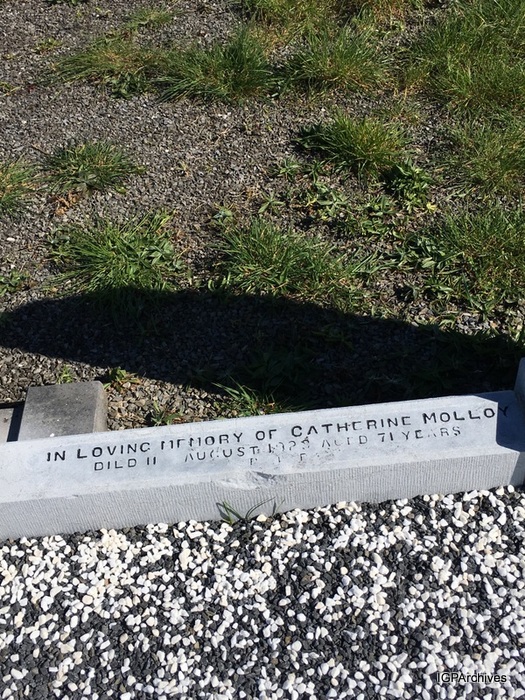 IN LOVING MEMORY OF CATHERINE MOLLOY
DIED 11 AUGUST AGED 71 YEARS
IGPArchives